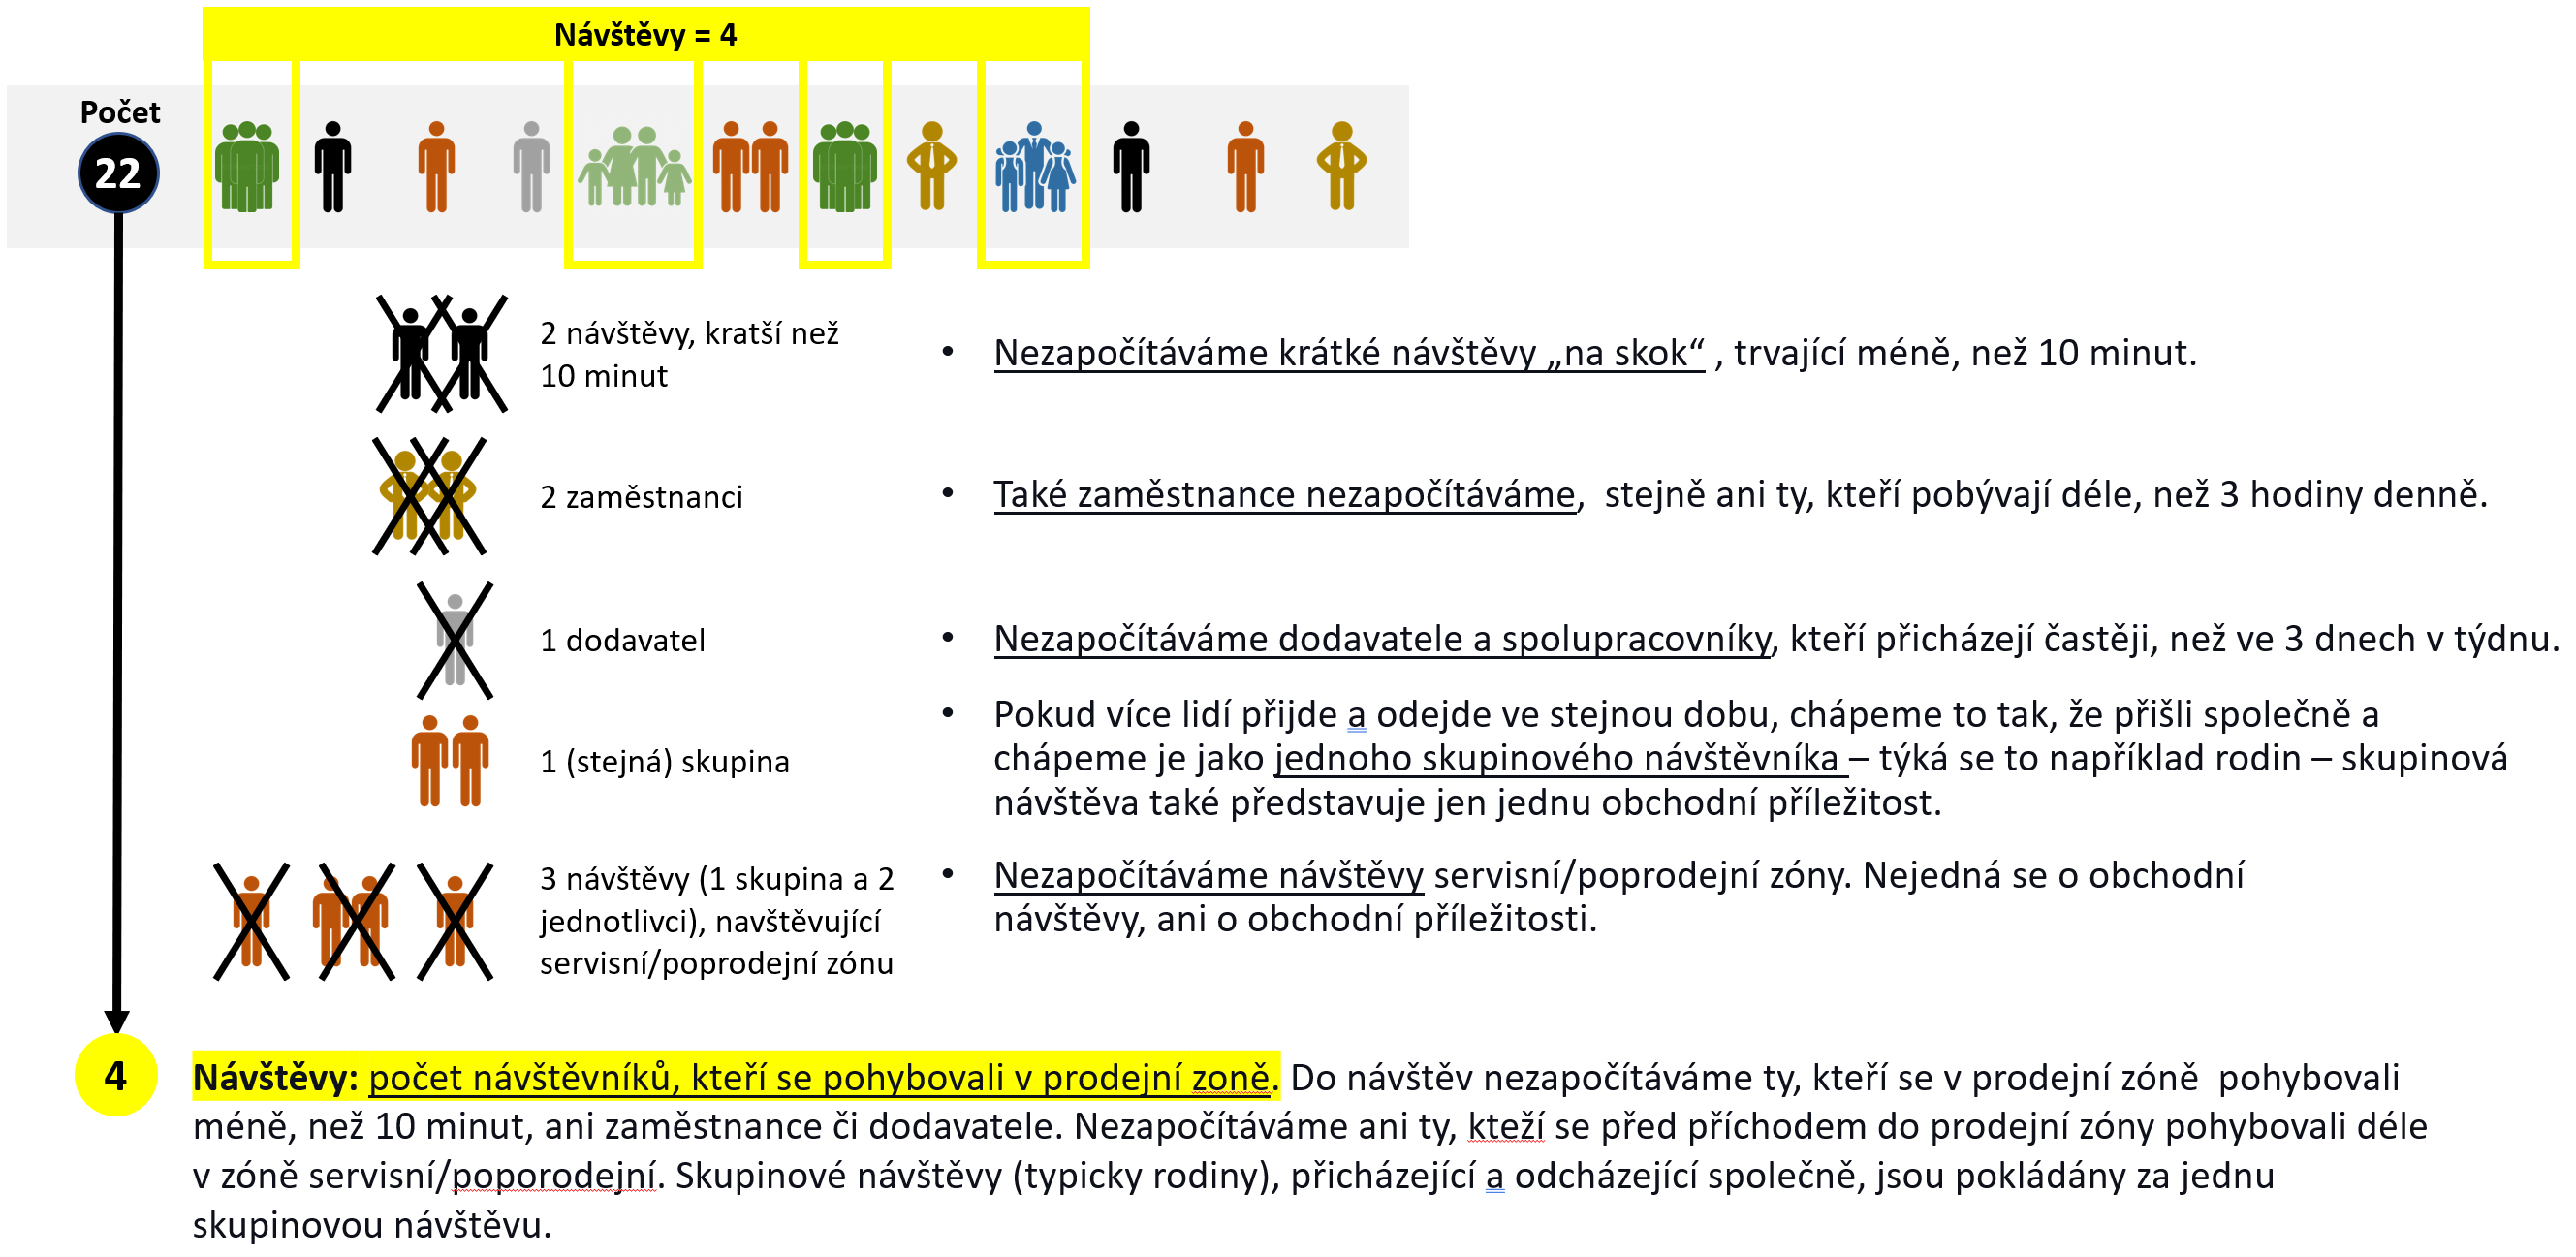 Návštěvy = 4
Počet
22
2 návštěvy, kratší než
10 minut
• Nezapočítáváme krátké návštěvy „na skok“ , trvající méně, než 10 minut.
2 zaměstnanci
• Také zaměstnance nezapočítáváme,  stejně ani ty, kteří pobývají déle, než 3 hodiny denně.
1 dodavatel
• Nezapočítáváme dodavatele a spolupracovníky, kteří přicházejí častěji, než ve 3 dnech v týdnu.
1 (stejná) skupina
• Pokud více lidí přijde a odejde ve stejnou dobu, chápeme to tak, že přišli společně a
chápeme je jako jednoho skupinového návštěvníka – týká se to například rodin – skupinová
návštěva také představuje jen jednu obchodní příležitost.
3 návštěvy (1 skupina a 2
jednotlivci), navštěvující
servisní/poprodejní zónu
• Nezapočítáváme návštěvy servisní/poprodejní zóny. Nejedná se o obchodní
návštěvy, ani o obchodní příležitosti.
4
Návštěvy: počet návštěvníků, kteří se pohybovali v prodejní zoně. Do návštěv nezapočítáváme ty, kteří se v prodejní zóně  pohybovali
méně, než 10 minut, ani zaměstnance či dodavatele. Nezapočítáváme ani ty, kteží se před příchodem do prodejní zóny pohybovali déle
v zóně servisní/poporodejní. Skupinové návštěvy (typicky rodiny), přicházející a odcházející společně, jsou pokládány za jednu
skupinovou návštěvu.